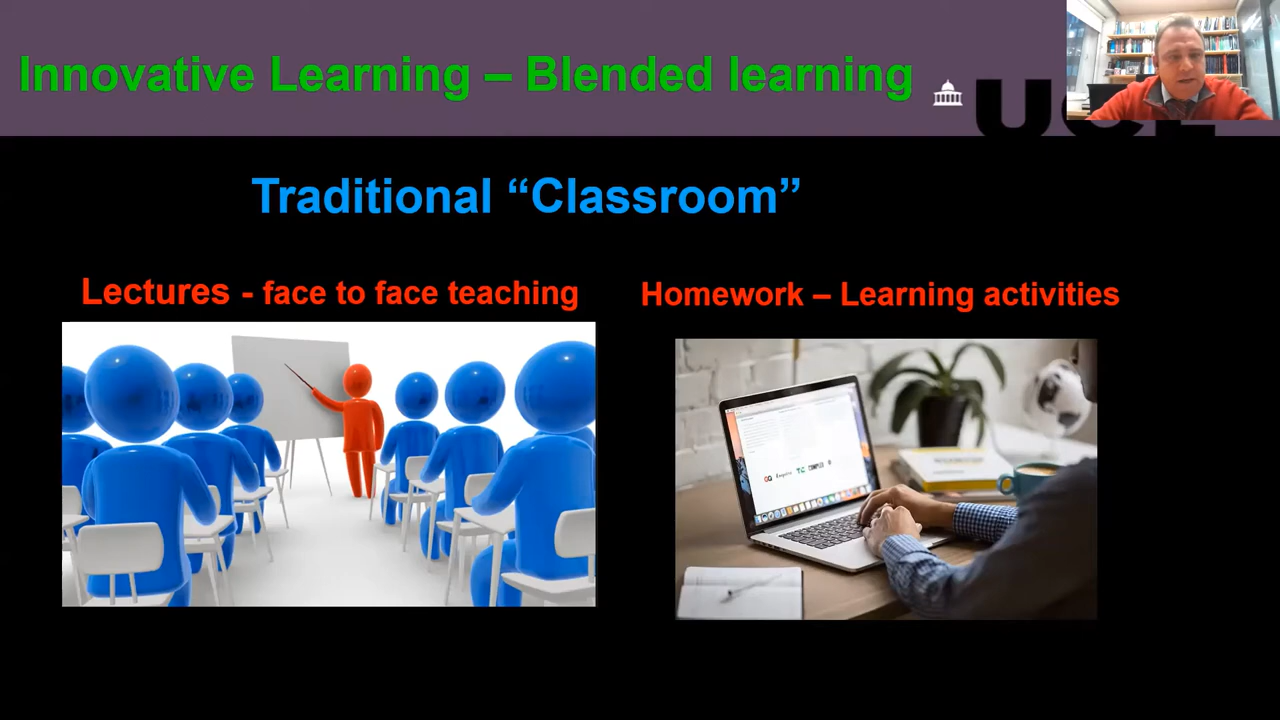 Innovative Learning – Blended learning
Traditional “Classroom”
Lectures - face to face teaching
Homework – Learning activities